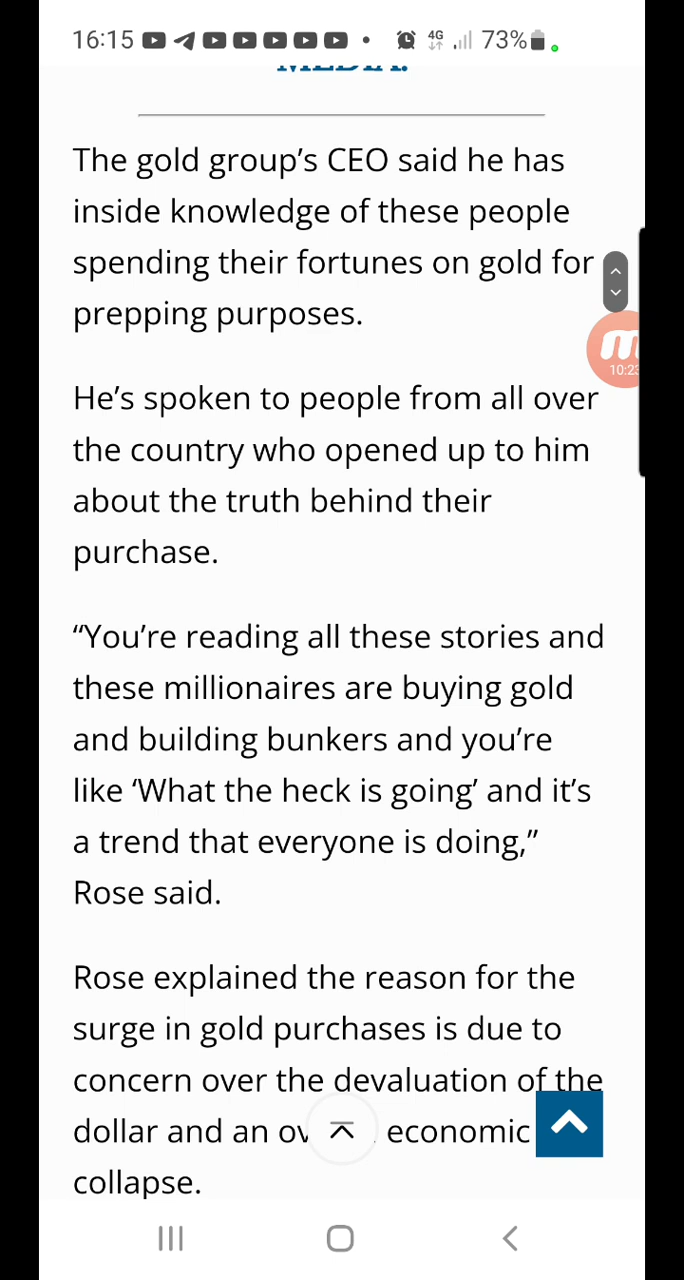 16:15
4G
73%
The gold group’s CEO said he has
inside knowledge of these people
spending their fortunes on gold for
prepping purposes.
10:23
He’s spoken to people from all over
the country who opened up to him
about the truth behind their
purchase.
“You’re reading all these stories and
these millionaires are buying gold
and building bunkers and you’re
like ‘What the heck is going’ and it’s
a trend that everyone is doing,”
Rose said.
Rose explained the reason for the
surge in gold purchases is due to
concern over the devaluation of the
dollar and an economic
collapse.